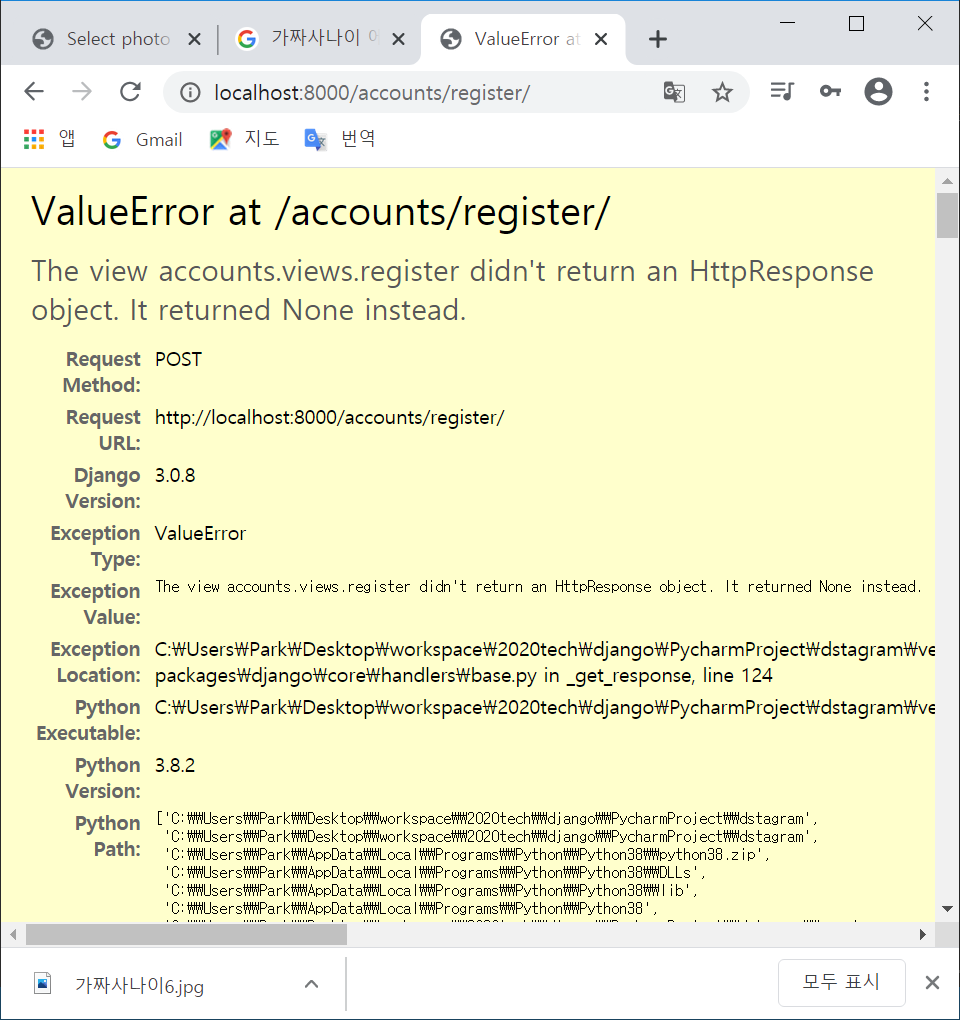 Select photo
가짜사나이
ValueError at
localhost:8000/accounts/register/
앱
Gmail
지도
번역
ValueError at /accounts/register/
The view accounts.views.register didn't return an HttpResponse
object. It returned None instead.
Request Method: POST
Request URL: http://localhost:8000/accounts/register/
Django Version: 3.0.8
Exception Type: ValueError
Exception Value: The view accounts.views.register didn't return an HttpResponse object. It returned None instead.
Exception Location: C:₩Users₩Park₩Desktop₩workspace₩2020tech₩django₩PycharmProject₩dstagram₩ve
packages₩django₩core₩handlers₩base.py in _get_response, line 124
Python Executable: C:₩Users₩Park₩Desktop₩workspace₩2020tech₩django₩PycharmProject₩dstagram₩ve
Python Version: 3.8.2
Python Path: ['C:₩₩Users₩₩Park₩₩Desktop₩₩workspace₩₩2020tech₩₩django₩₩PycharmProject₩₩dstagram',
'C:₩₩Users₩₩Park₩₩Desktop₩₩workspace₩₩2020tech₩₩django₩₩PycharmProject₩₩dstagram',
'C:₩₩Users₩₩Park₩₩AppData₩₩Local₩₩Programs₩₩Python₩₩Python38₩₩python38.zip',
'C:₩₩Users₩₩Park₩₩AppData₩₩Local₩₩Programs₩₩Python₩₩Python38₩₩DLLs',
'C:₩₩Users₩₩Park₩₩AppData₩₩Local₩₩Programs₩₩Python₩₩Python38₩₩lib',
'C:₩₩Users₩₩Park₩₩AppData₩₩Local₩₩Programs₩₩Python₩₩Python38',
가짜사나이6.jpg
모두 표시